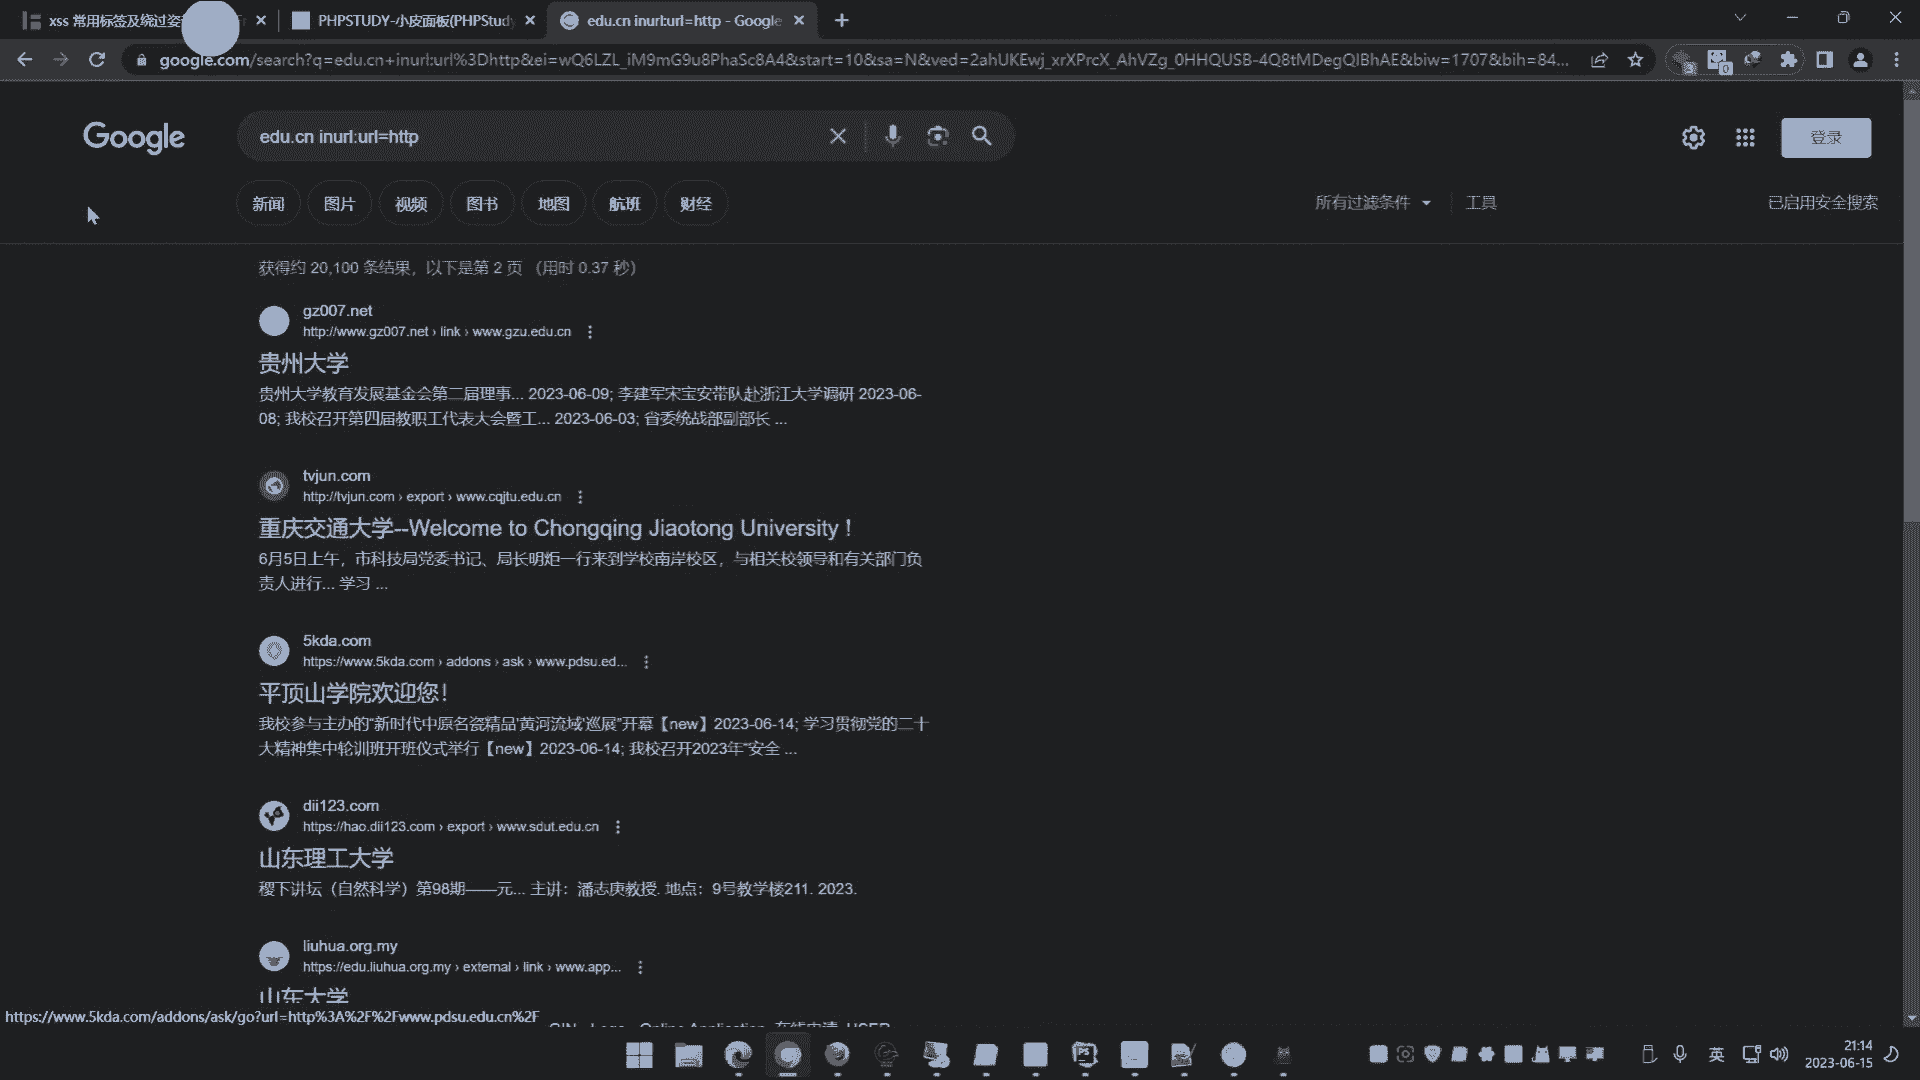 xss 常用标签及绕过姿
PHPSTUDY-小皮面板(PHPStudy
edu.cn inurl:url=http - Google
google.com/search?q=edu.cn+inurl:url%3Dhttp&ei=wQ6LZL_iM9mG9u8PhaSc8A4&start=10&sa=N&ved=2ahUKEwj_xrXPrcX_AhVZg_0HHQUSB-4Q8tMDegQIBhAE&biw=1707&bih=84...
Google
edu.cn inurl:url=http
登录
新闻
图片
视频
图书
地图
航班
财经
所有过滤条件
工具
已启用安全搜索
获得约 20,100 条结果，以下是第 2 页 （用时 0.37 秒）
gz007.net
http://www.gz007.net › link › www.gzu.edu.cn
贵州大学
贵州大学教育发展基金会第二届理事... 2023-06-09; 李建军宋宝安带队赴浙江大学调研 2023-06-
08; 我校召开第四届教职工代表大会暨工... 2023-06-03; 省委统战部副部长 ...
tvjun.com
http://tvjun.com › export › www.cqjtu.edu.cn
重庆交通大学--Welcome to Chongqing Jiaotong University！
6月5日上午，市科技局党委书记、局长明炬一行来到学校南岸校区，与相关校领导和有关部门负
责人进行... 学习 ...
5kda.com
https://www.5kda.com › addons › ask › www.pdsu.ed...
平顶山学院欢迎您!
我校参与主办的“新时代中原名瓷精品'黄河流域'巡展”开幕【new】2023-06-14; 学习贯彻党的二十
大精神集中轮训班开班仪式举行【new】2023-06-14; 我校召开2023年“安全 ...
dii123.com
https://hao.dii123.com › export › www.sdut.edu.cn
山东理工大学
稷下讲坛（自然科学）第98期——元... 主讲：潘志庚教授. 地点：9号教学楼211. 2023.
liuhua.org.my
https://edu.liuhua.org.my › external › link › www.app...
山东大学
https://www.5kda.com/addons/ask/go?url=http%3A%2F%2Fwww.pdsu.edu.cn%2F
英
21:14
2023-06-15